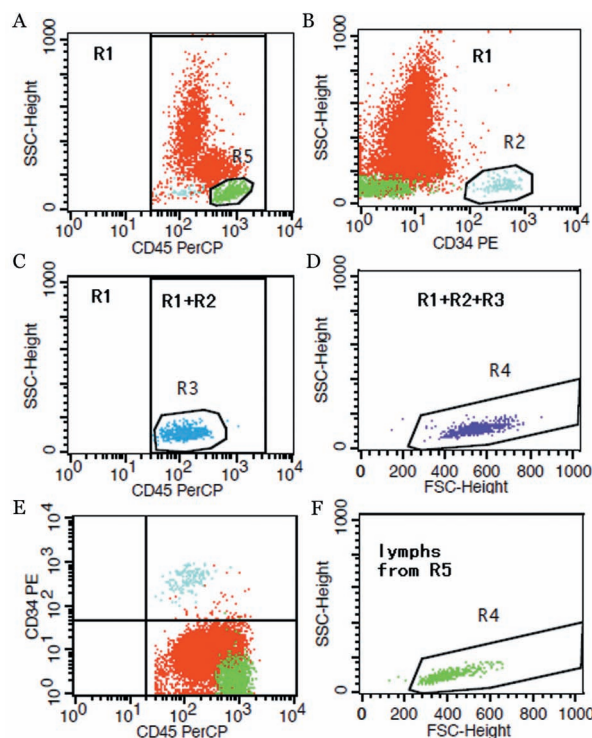 A
1000
R1
SSC-Height
R5
0
10^0 10^1 10^2 10^3 10^4
CD45 PerCP
B
1000
R1
SSC-Height
R2
0
10^0 10^1 10^2 10^3 10^4
CD34 PE
C
1000
R1 R1+R2
SSC-Height
R3
0
10^0 10^1 10^2 10^3 10^4
CD45 PerCP
D
1000
R1+R2+R3
SSC-Height
R4
0
0 200 400 600 800 1000
FSC-Height
E
10^4
10^3
10^2
10^1
10^0
CD34 PE
10^0 10^1 10^2 10^3 10^4
CD45 PerCP
F
1000
lymphs
from R5
SSC-Height
R4
0
0 200 400 600 800 1000
FSC-Height